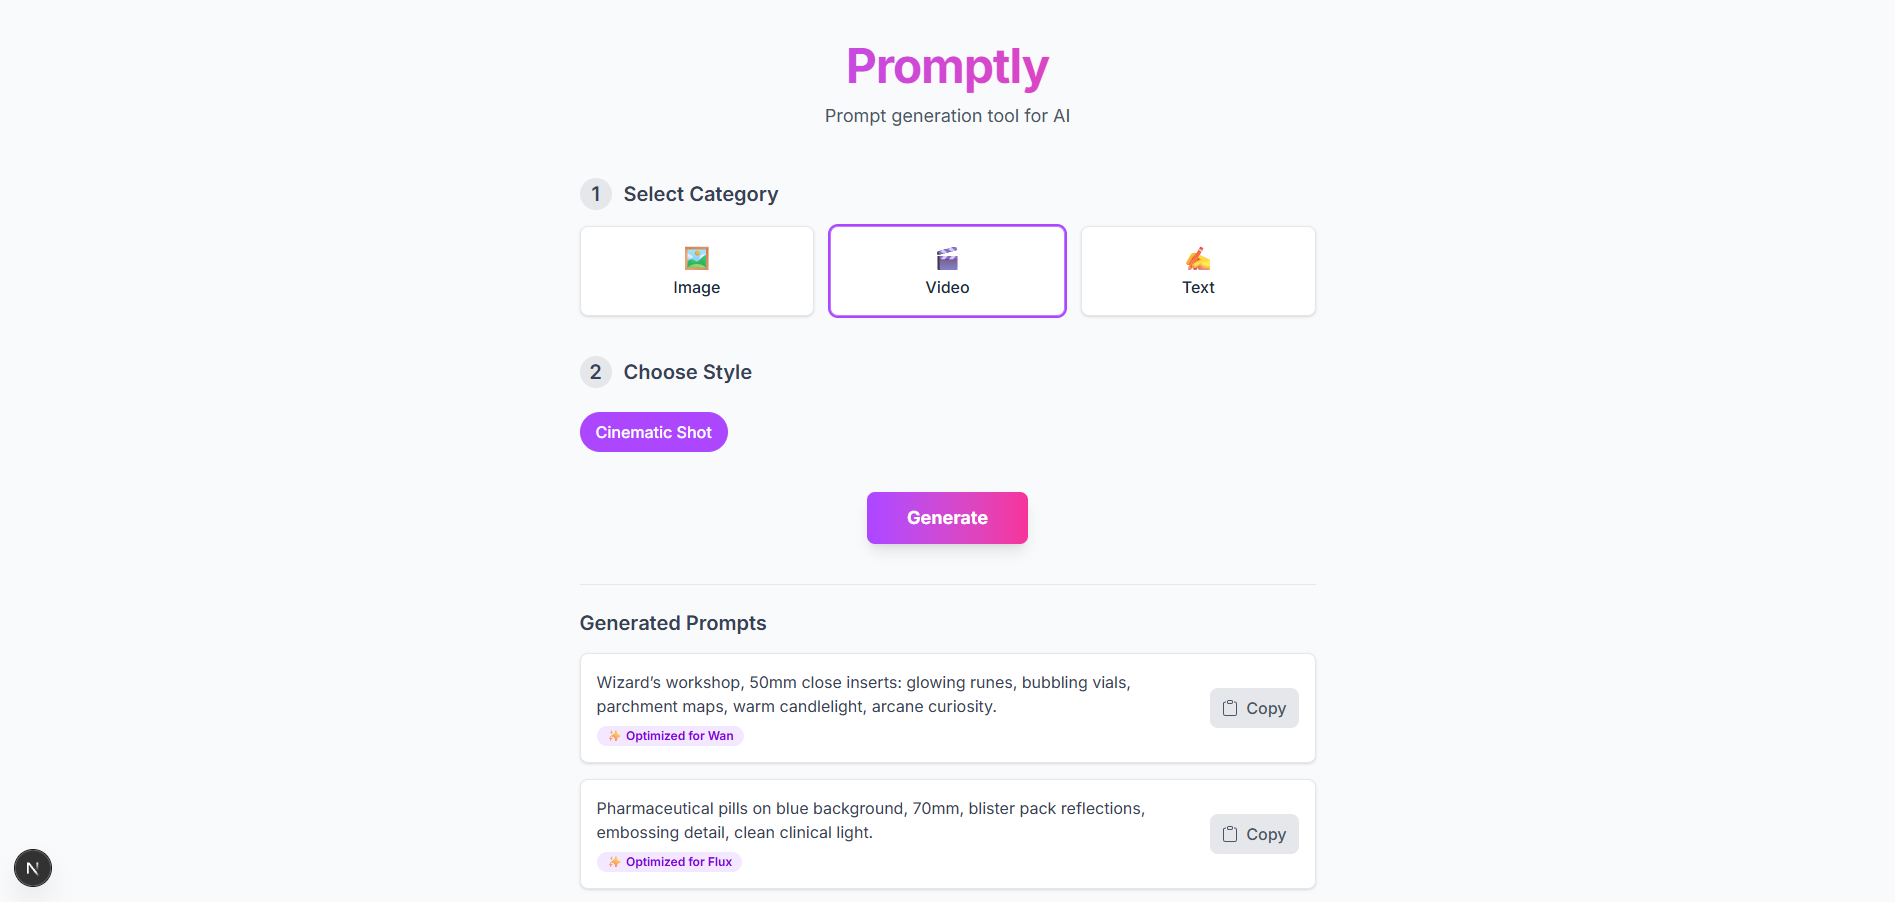 Promptly
Prompt generation tool for AI
1 Select Category
Image
Video
Text
2 Choose Style
Cinematic Shot
Generate
Generated Prompts
Wizard’s workshop, 50mm close inserts: glowing runes, bubbling vials,
parchment maps, warm candlelight, arcane curiosity.
Optimized for Wan
Copy
Pharmaceutical pills on blue background, 70mm, blister pack reflections,
embossing detail, clean clinical light.
Optimized for Flux
Copy
N